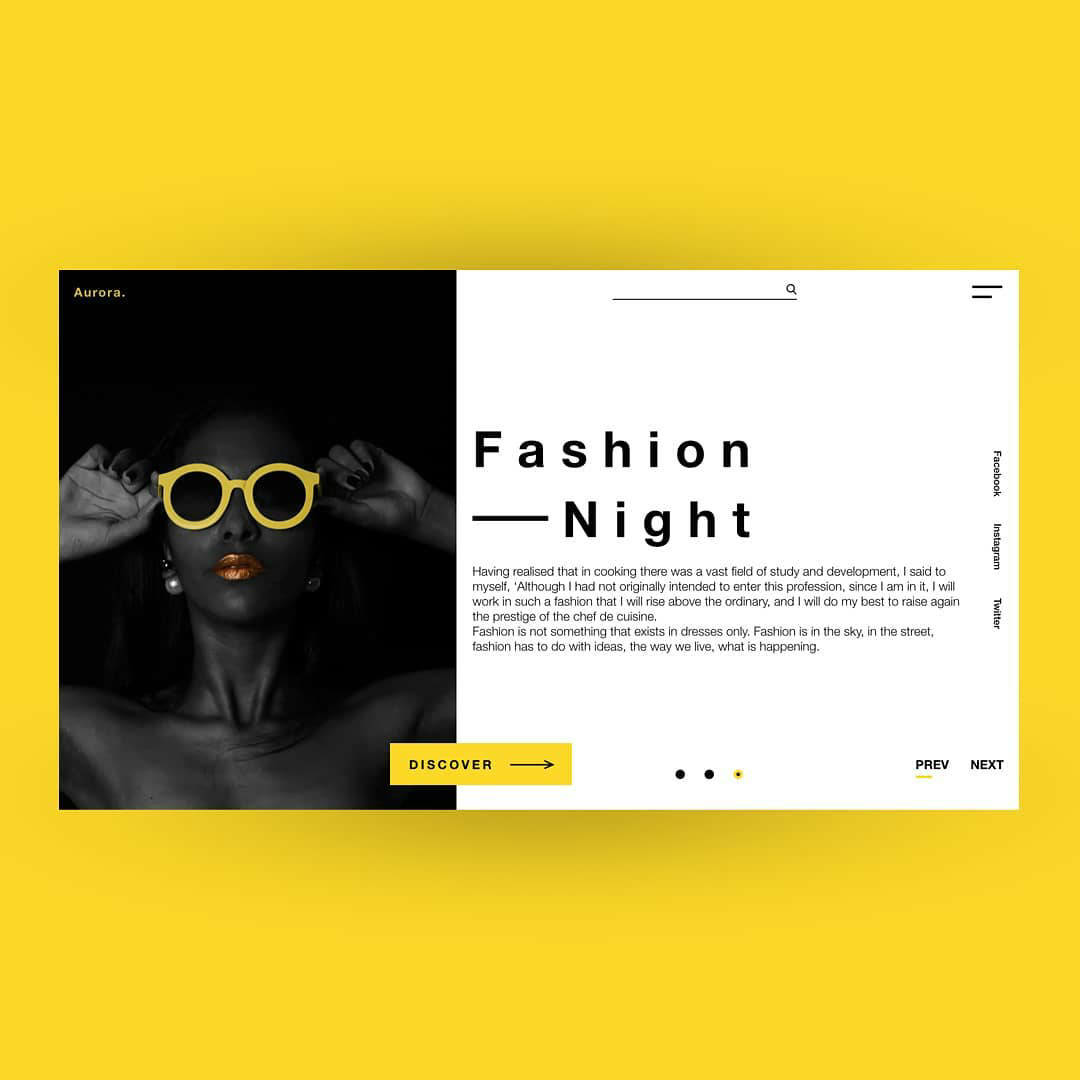 Aurora.
Fashion
Night
Having realised that in cooking there was a vast field of study and development, I said to
myself, ‘Although I had not originally intended to enter this profession, since I am in it, I will
work in such a fashion that I will rise above the ordinary, and I will do my best to raise again
the prestige of the chef de cuisine.
Fashion is not something that exists in dresses only. Fashion is in the sky, in the street,
fashion has to do with ideas, the way we live, what is happening.
Facebook
Instagram
Twitter
DISCOVER
PREV NEXT